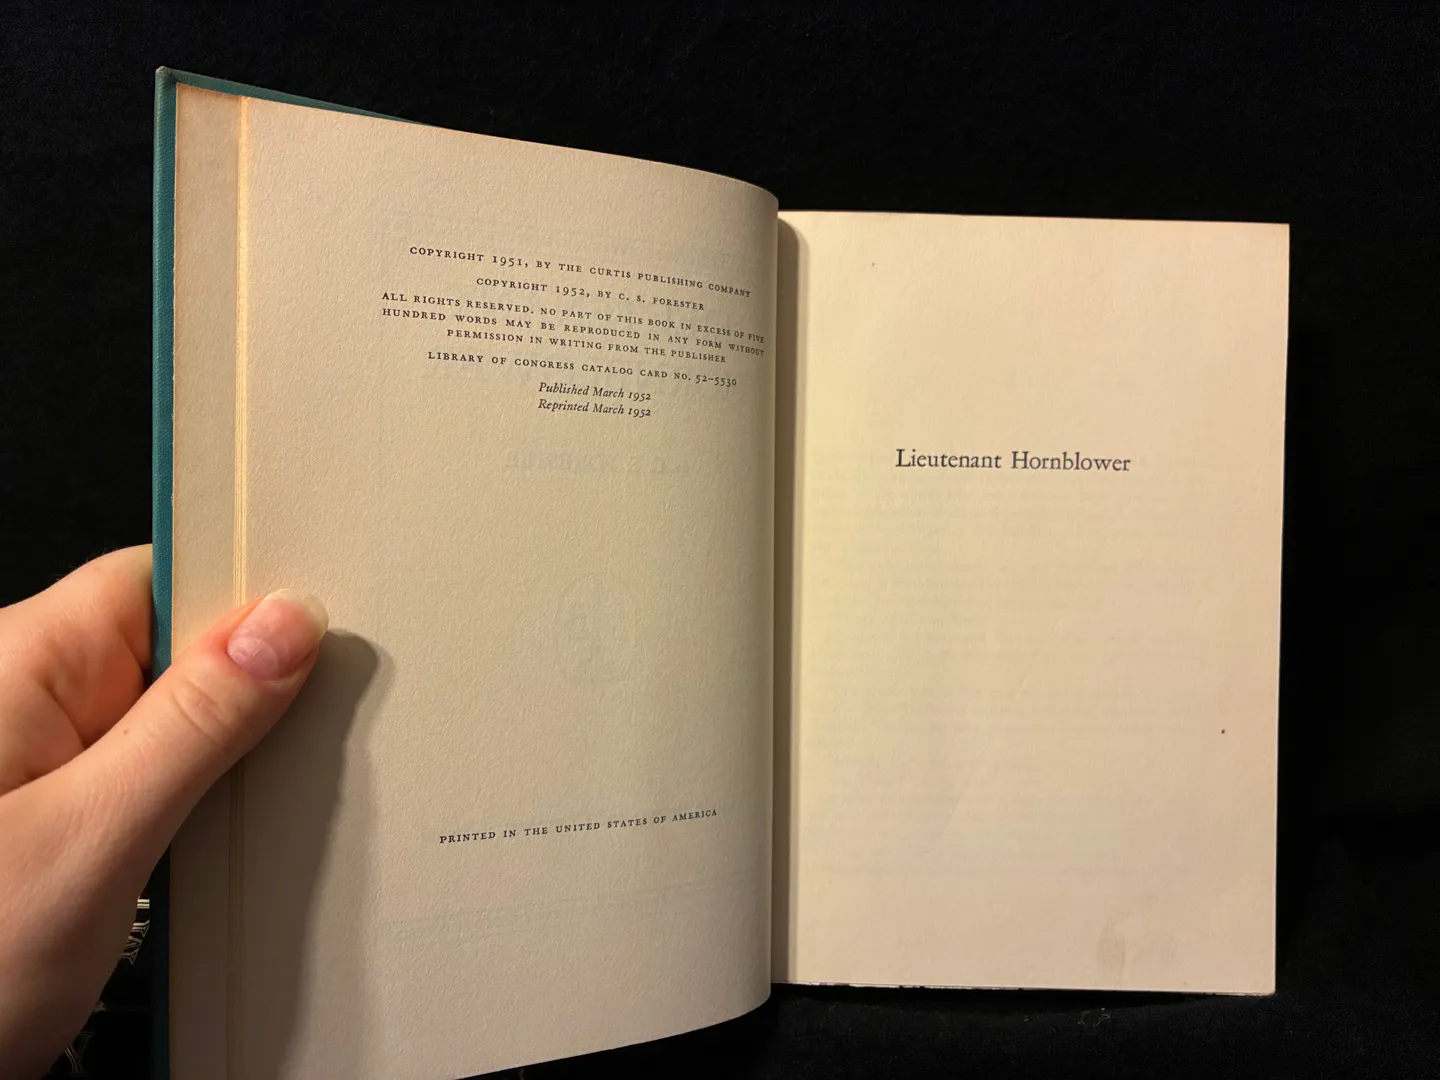 COPYRIGHT 1951, BY THE CURTIS PUBLISHING COMPANY
COPYRIGHT 1952, BY C. S. FORESTER
ALL RIGHTS RESERVED. NO PART OF THIS BOOK IN EXCESS OF FIVE
HUNDRED WORDS MAY BE REPRODUCED IN ANY FORM WITHOUT
PERMISSION IN WRITING FROM THE PUBLISHER
LIBRARY OF CONGRESS CATALOG CARD NO. 52-5530
Published March 1952
Reprinted March 1952
PRINTED IN THE UNITED STATES OF AMERICA
Lieutenant Hornblower